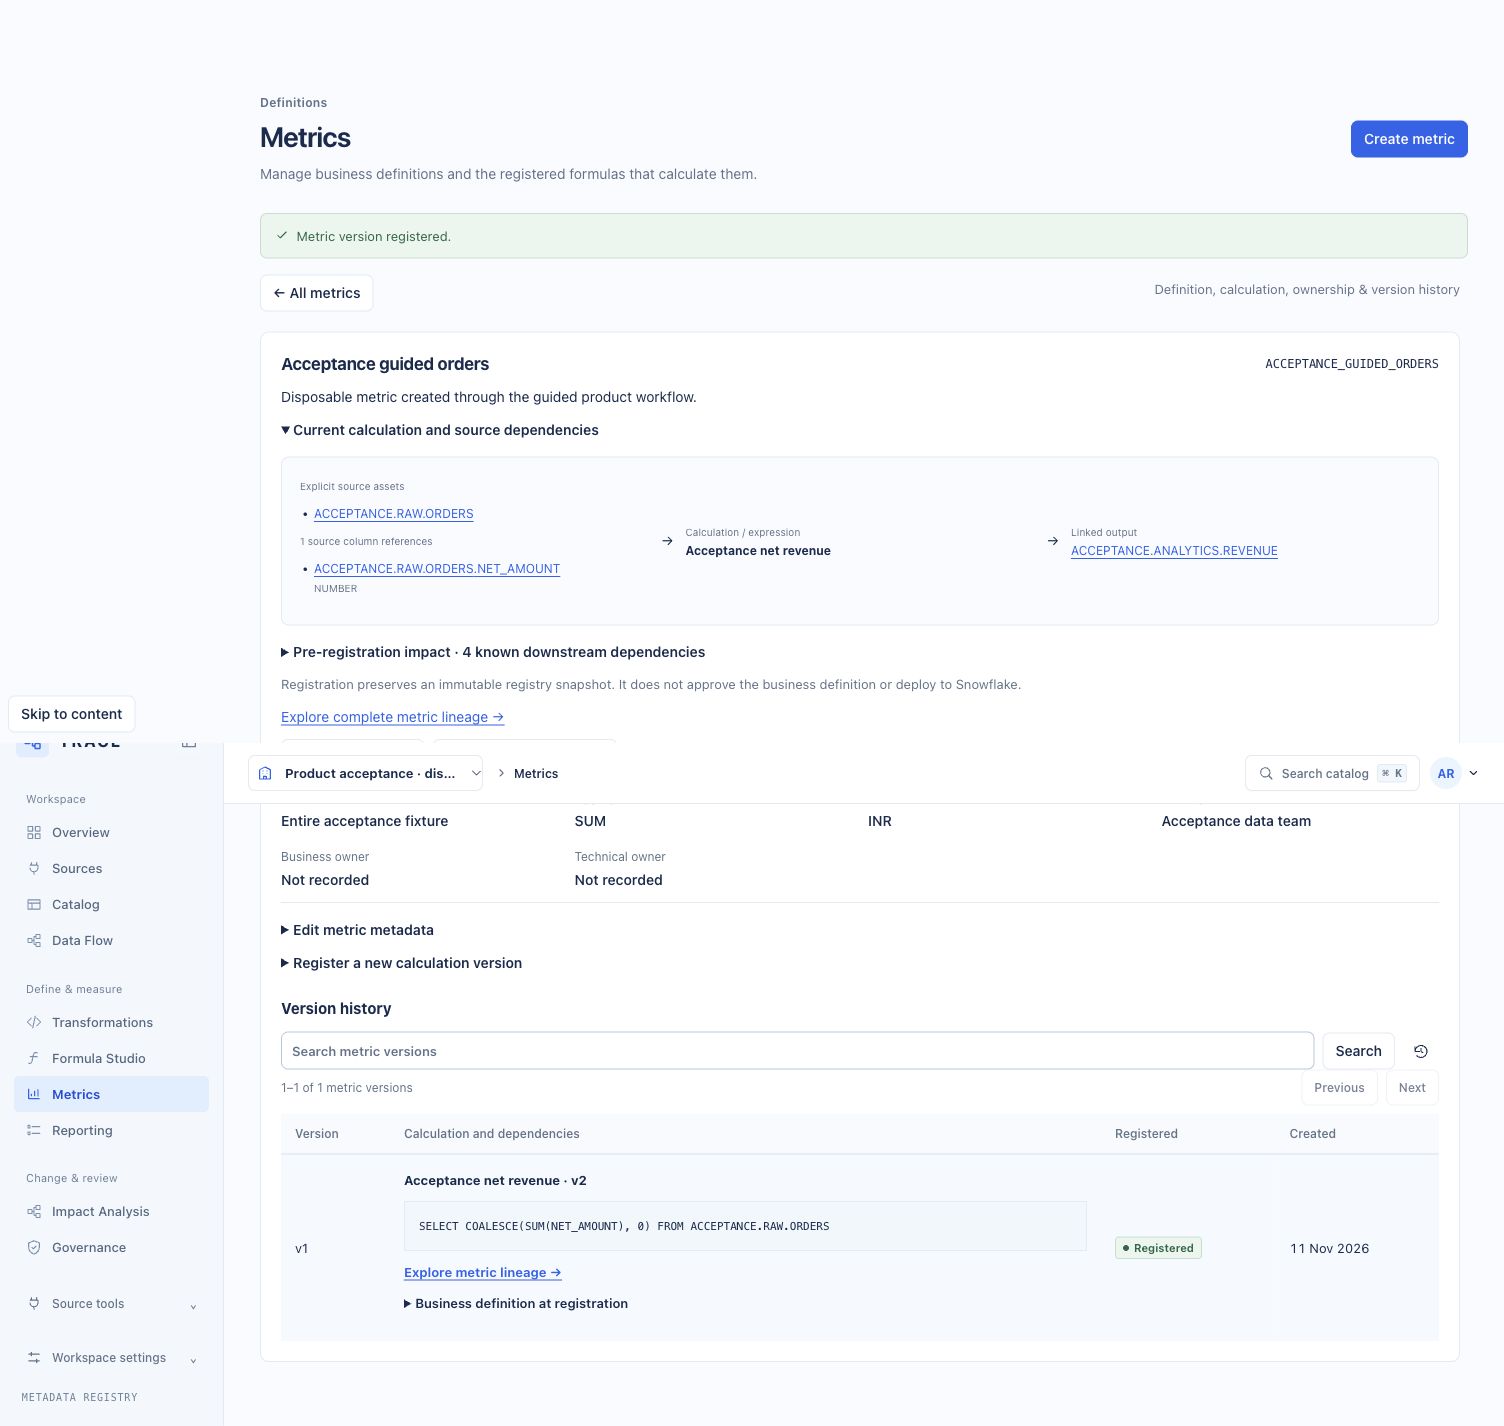 Definitions
Metrics
Create metric
Manage business definitions and the registered formulas that calculate them.
Metric version registered.
← All metrics
Definition, calculation, ownership & version history
Acceptance guided orders
ACCEPTANCE_GUIDED_ORDERS
Disposable metric created through the guided product workflow.
▼ Current calculation and source dependencies
Explicit source assets
• ACCEPTANCE.RAW.ORDERS
1 source column references
• ACCEPTANCE.RAW.ORDERS.NET_AMOUNT
NUMBER
→
Calculation / expression
Acceptance net revenue
→
Linked output
ACCEPTANCE.ANALYTICS.REVENUE
▶ Pre-registration impact · 4 known downstream dependencies
Registration preserves an immutable registry snapshot. It does not approve the business definition or deploy to Snowflake.
Explore complete metric lineage →
Skip to content
Product acceptance · dis...
Metrics
Search catalog ⌘ K
AR
Workspace
Overview
Sources
Catalog
Data Flow
Define & measure
Transformations
Formula Studio
Metrics
Reporting
Change & review
Impact Analysis
Governance
Source tools
Workspace settings
METADATA REGISTRY
Entire acceptance fixture
SUM
INR
Acceptance data team
Business owner
Technical owner
Not recorded
Not recorded
▶ Edit metric metadata
▶ Register a new calculation version
Version history
Search metric versions
Search
1–1 of 1 metric versions
Previous
Next
Version
Calculation and dependencies
Registered
Created
v1
Acceptance net revenue · v2
SELECT COALESCE(SUM(NET_AMOUNT), 0) FROM ACCEPTANCE.RAW.ORDERS
Explore metric lineage →
▶ Business definition at registration
Registered
11 Nov 2026